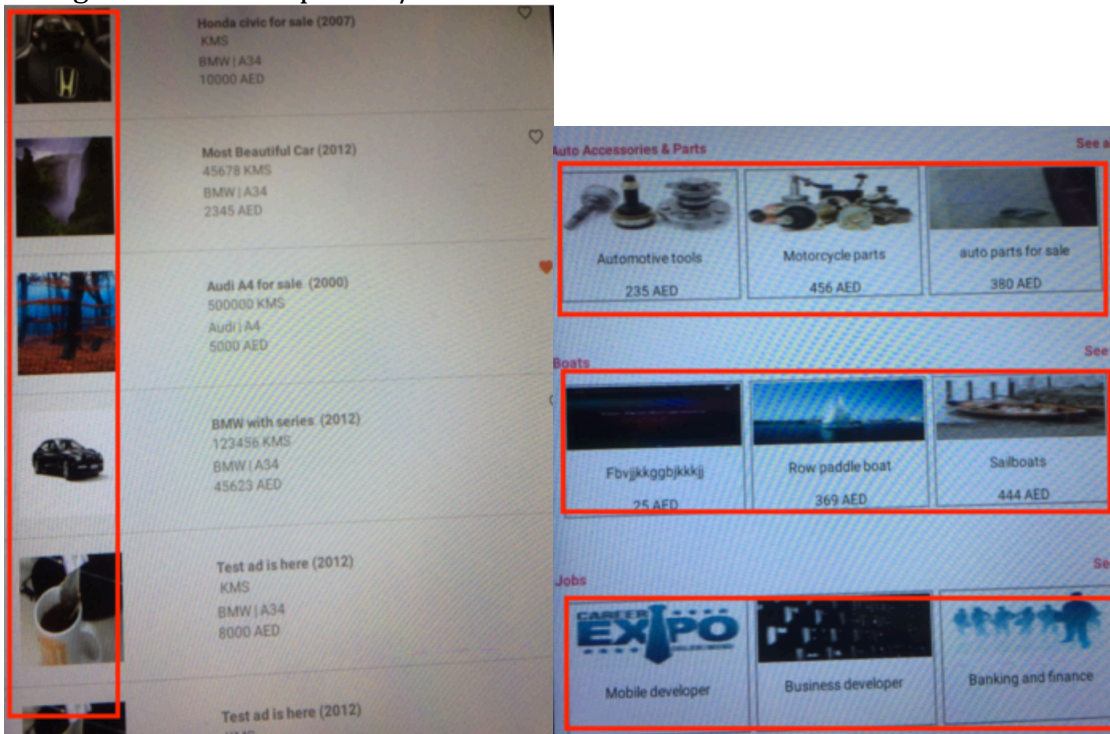 Honda civic for sale (2007)
KMS
BMW | A34
10000 AED
Most Beautiful Car (2012)
45678 KMS
BMW | A34
2345 AED
Audi A4 for sale (2000)
500000 KMS
Audi | A4
5000 AED
BMW with series (2012)
123456 KMS
BMW | A34
45623 AED
Test ad is here (2012)
KMS
BMW | A34
8000 AED
Test ad is here (2012)
Auto Accessories & Parts See a
Automotive tools Motorcycle parts auto parts for sale
235 AED 456 AED 380 AED
Boats See
Fbvjjkkggbjkkkjj Row paddle boat Sailboats
25 AED 369 AED 444 AED
Jobs
CAREER
EXPO
Mobile developer Business developer Banking and finance